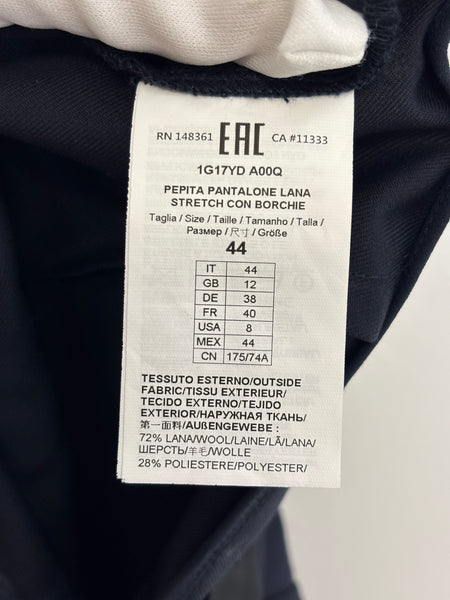 RN 148361 EAC CA #11333
1G17YD A00Q
PEPITA PANTALONE LANA
STRETCH CON BORCHIE
Taglia / Size / Taille / Tamanho / Talla /
Размер / 尺寸 / Größe
44
IT 44
GB 12
DE 38
FR 40
USA 8
MEX 44
CN 175/74A
TESSUTO ESTERNO/OUTSIDE
FABRIC/TISSU EXTERIEUR/
TECIDO EXTERNO/TEJIDO
EXTERIOR/НАРУЖНАЯ ТКАНЬ/
第一面料/AUßENGEWEBE :
72% LANA/WOOL/LAINE/LÃ/LANA/
ШЕРСТЬ/羊毛/WOLLE
28% POLIESTERE/POLYESTER/